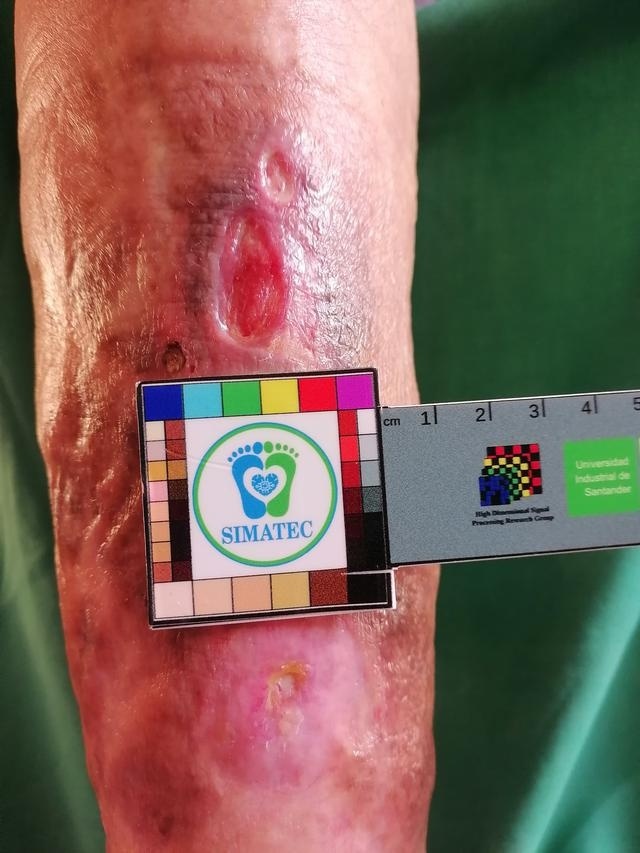 cm 1 2 3 4 5
SIMATEC
High Dimensional Signal
Processing Research Group
Universidad
Industrial de
Santander